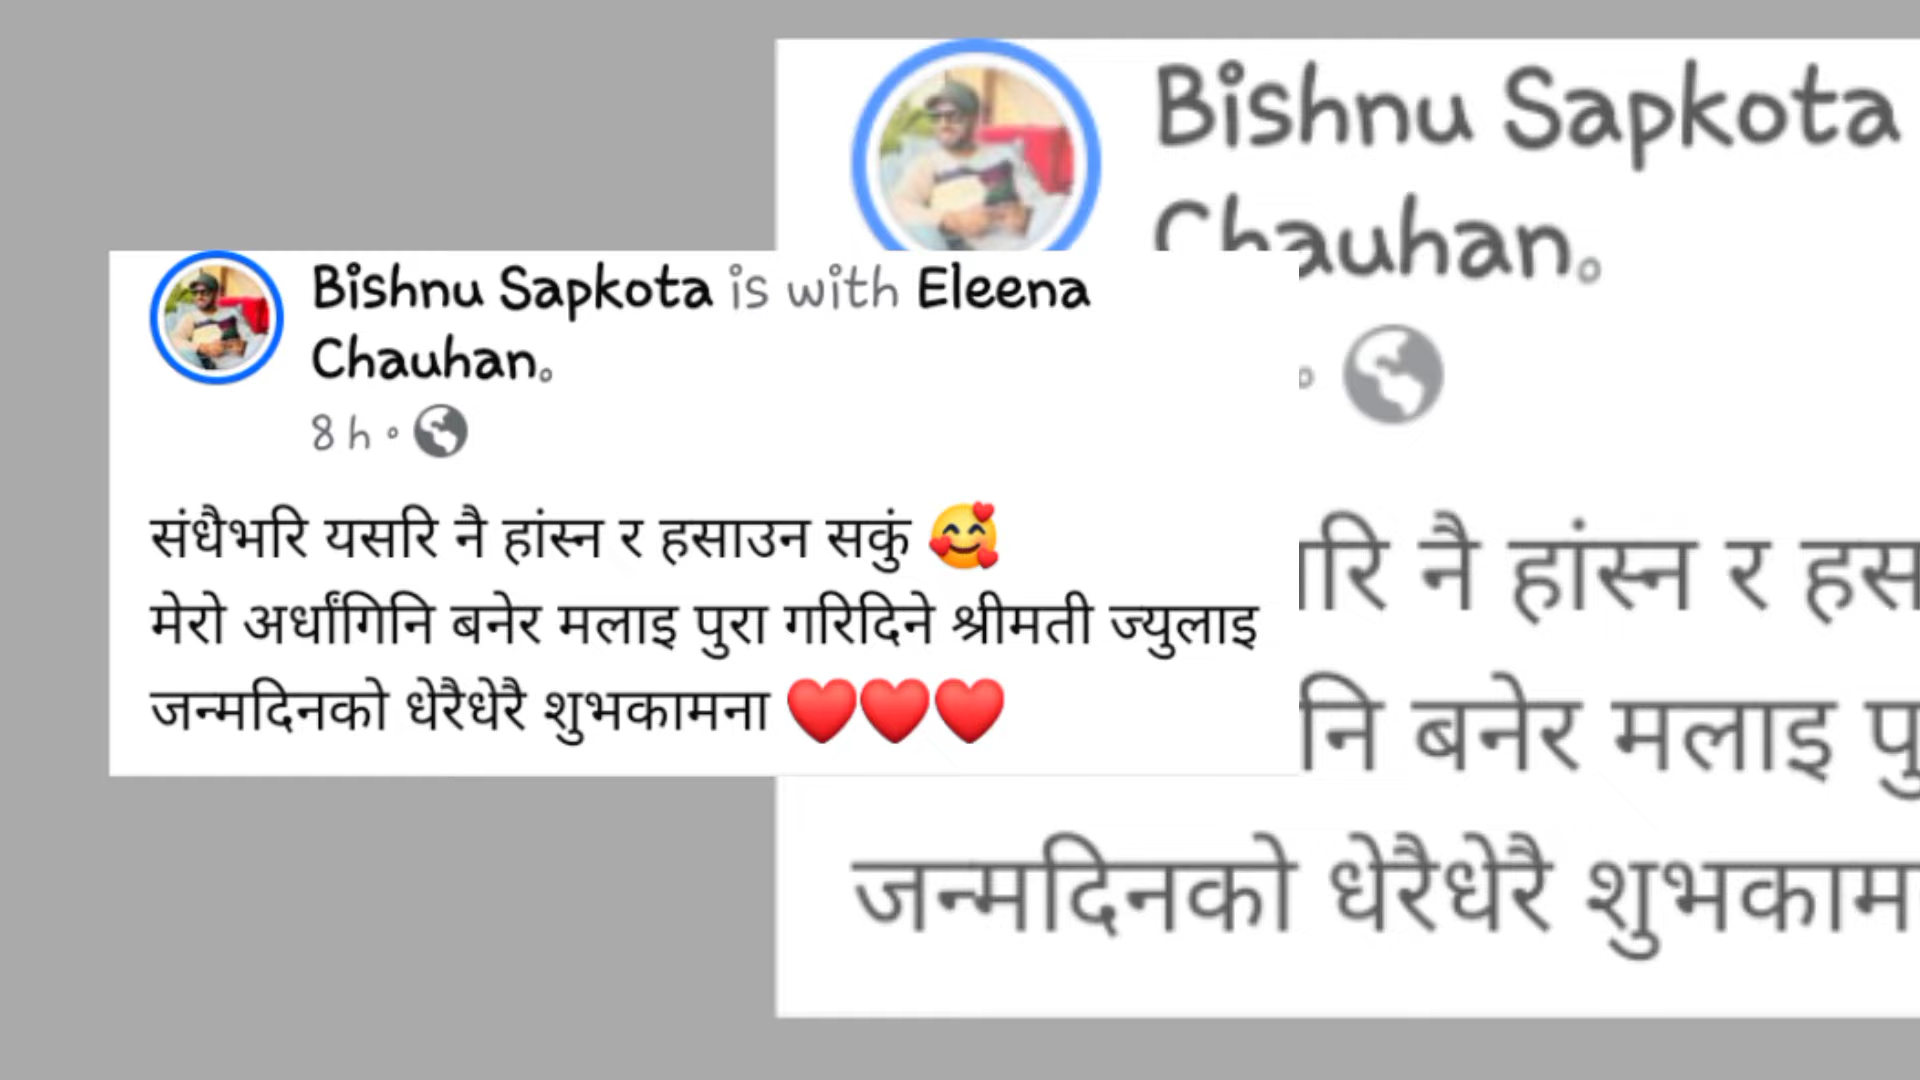 Bishnu Sapkota is with Eleena
Chauhan.
8 h • 
संधैभरि यसरि नै हांस्न र हसाउन सकुं 🥰
मेरो अर्धांगिनि बनेर मलाइ पुरा गरिदिने श्रीमती ज्युलाइ
जन्मदिनको धेरैधेरै शुभकामना ❤️❤️❤️
Bishnu Sapkota
Chauhan.
रि नै हांस्न र हस
नि बनेर मलाइ पु
जन्मदिनको धेरैधेरै शुभकाम